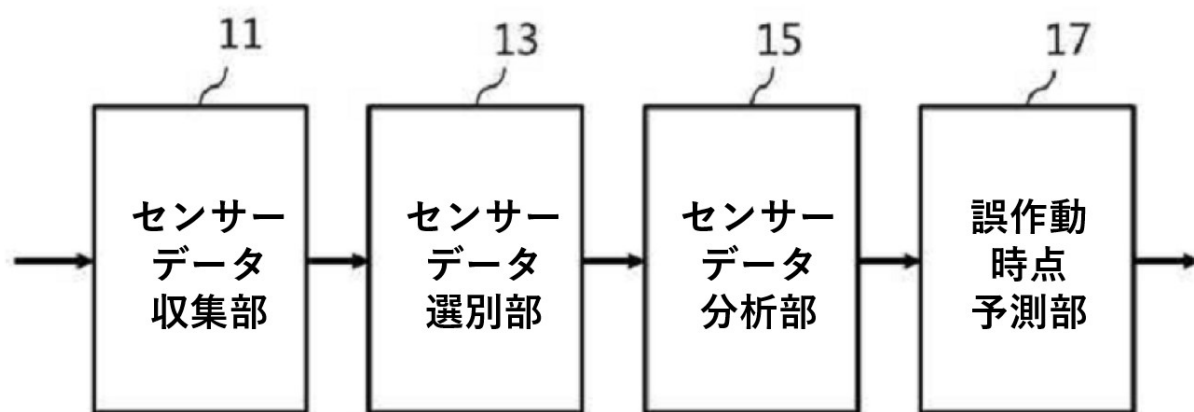 11
13
15
17
センサー
データ
収集部
センサー
データ
選別部
センサー
データ
分析部
誤作動
時点
予測部